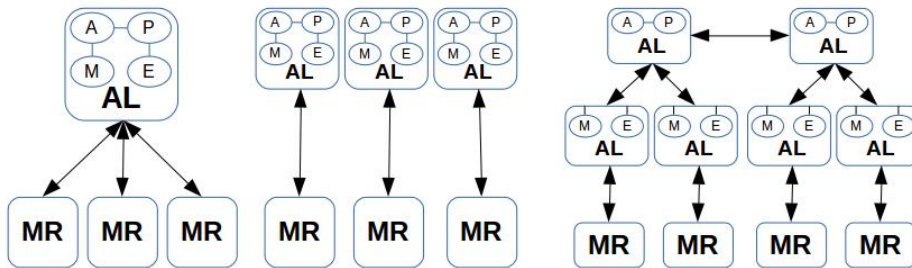 A P
M E
AL
MR MR MR
A P A P A P
M E M E M E
AL AL AL
MR MR MR
A P A P
AL AL
M E M E M E M E
AL AL AL AL
MR MR MR MR